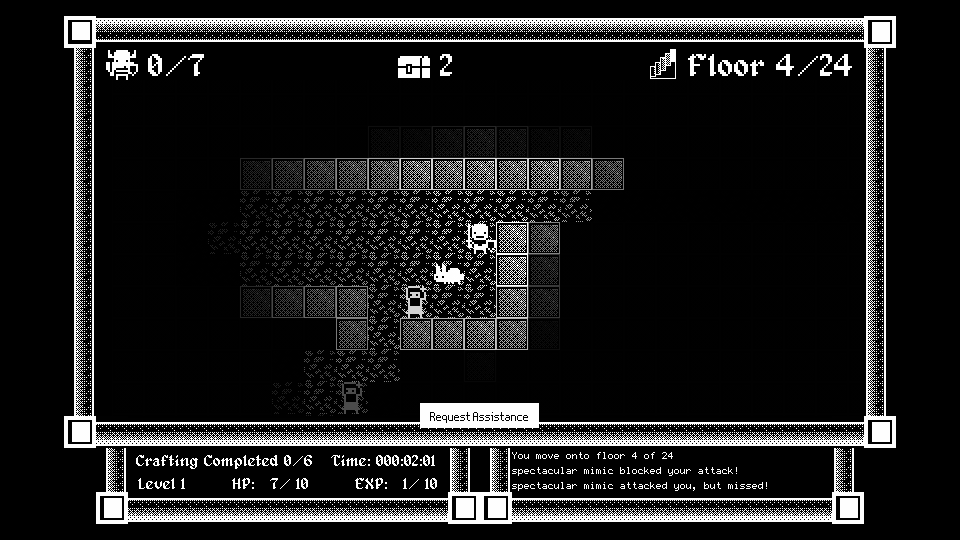 0/7 2 Floor 4/24
RequestAssistance
Crafting Completed 0/6 Time: 000:02:01
Level 1 HP: 7/ 10 EXP: 1/ 10
You move onto floor 4 of 24
spectacular mimic blocked your attack!
spectacular mimic attacked you, but missed!